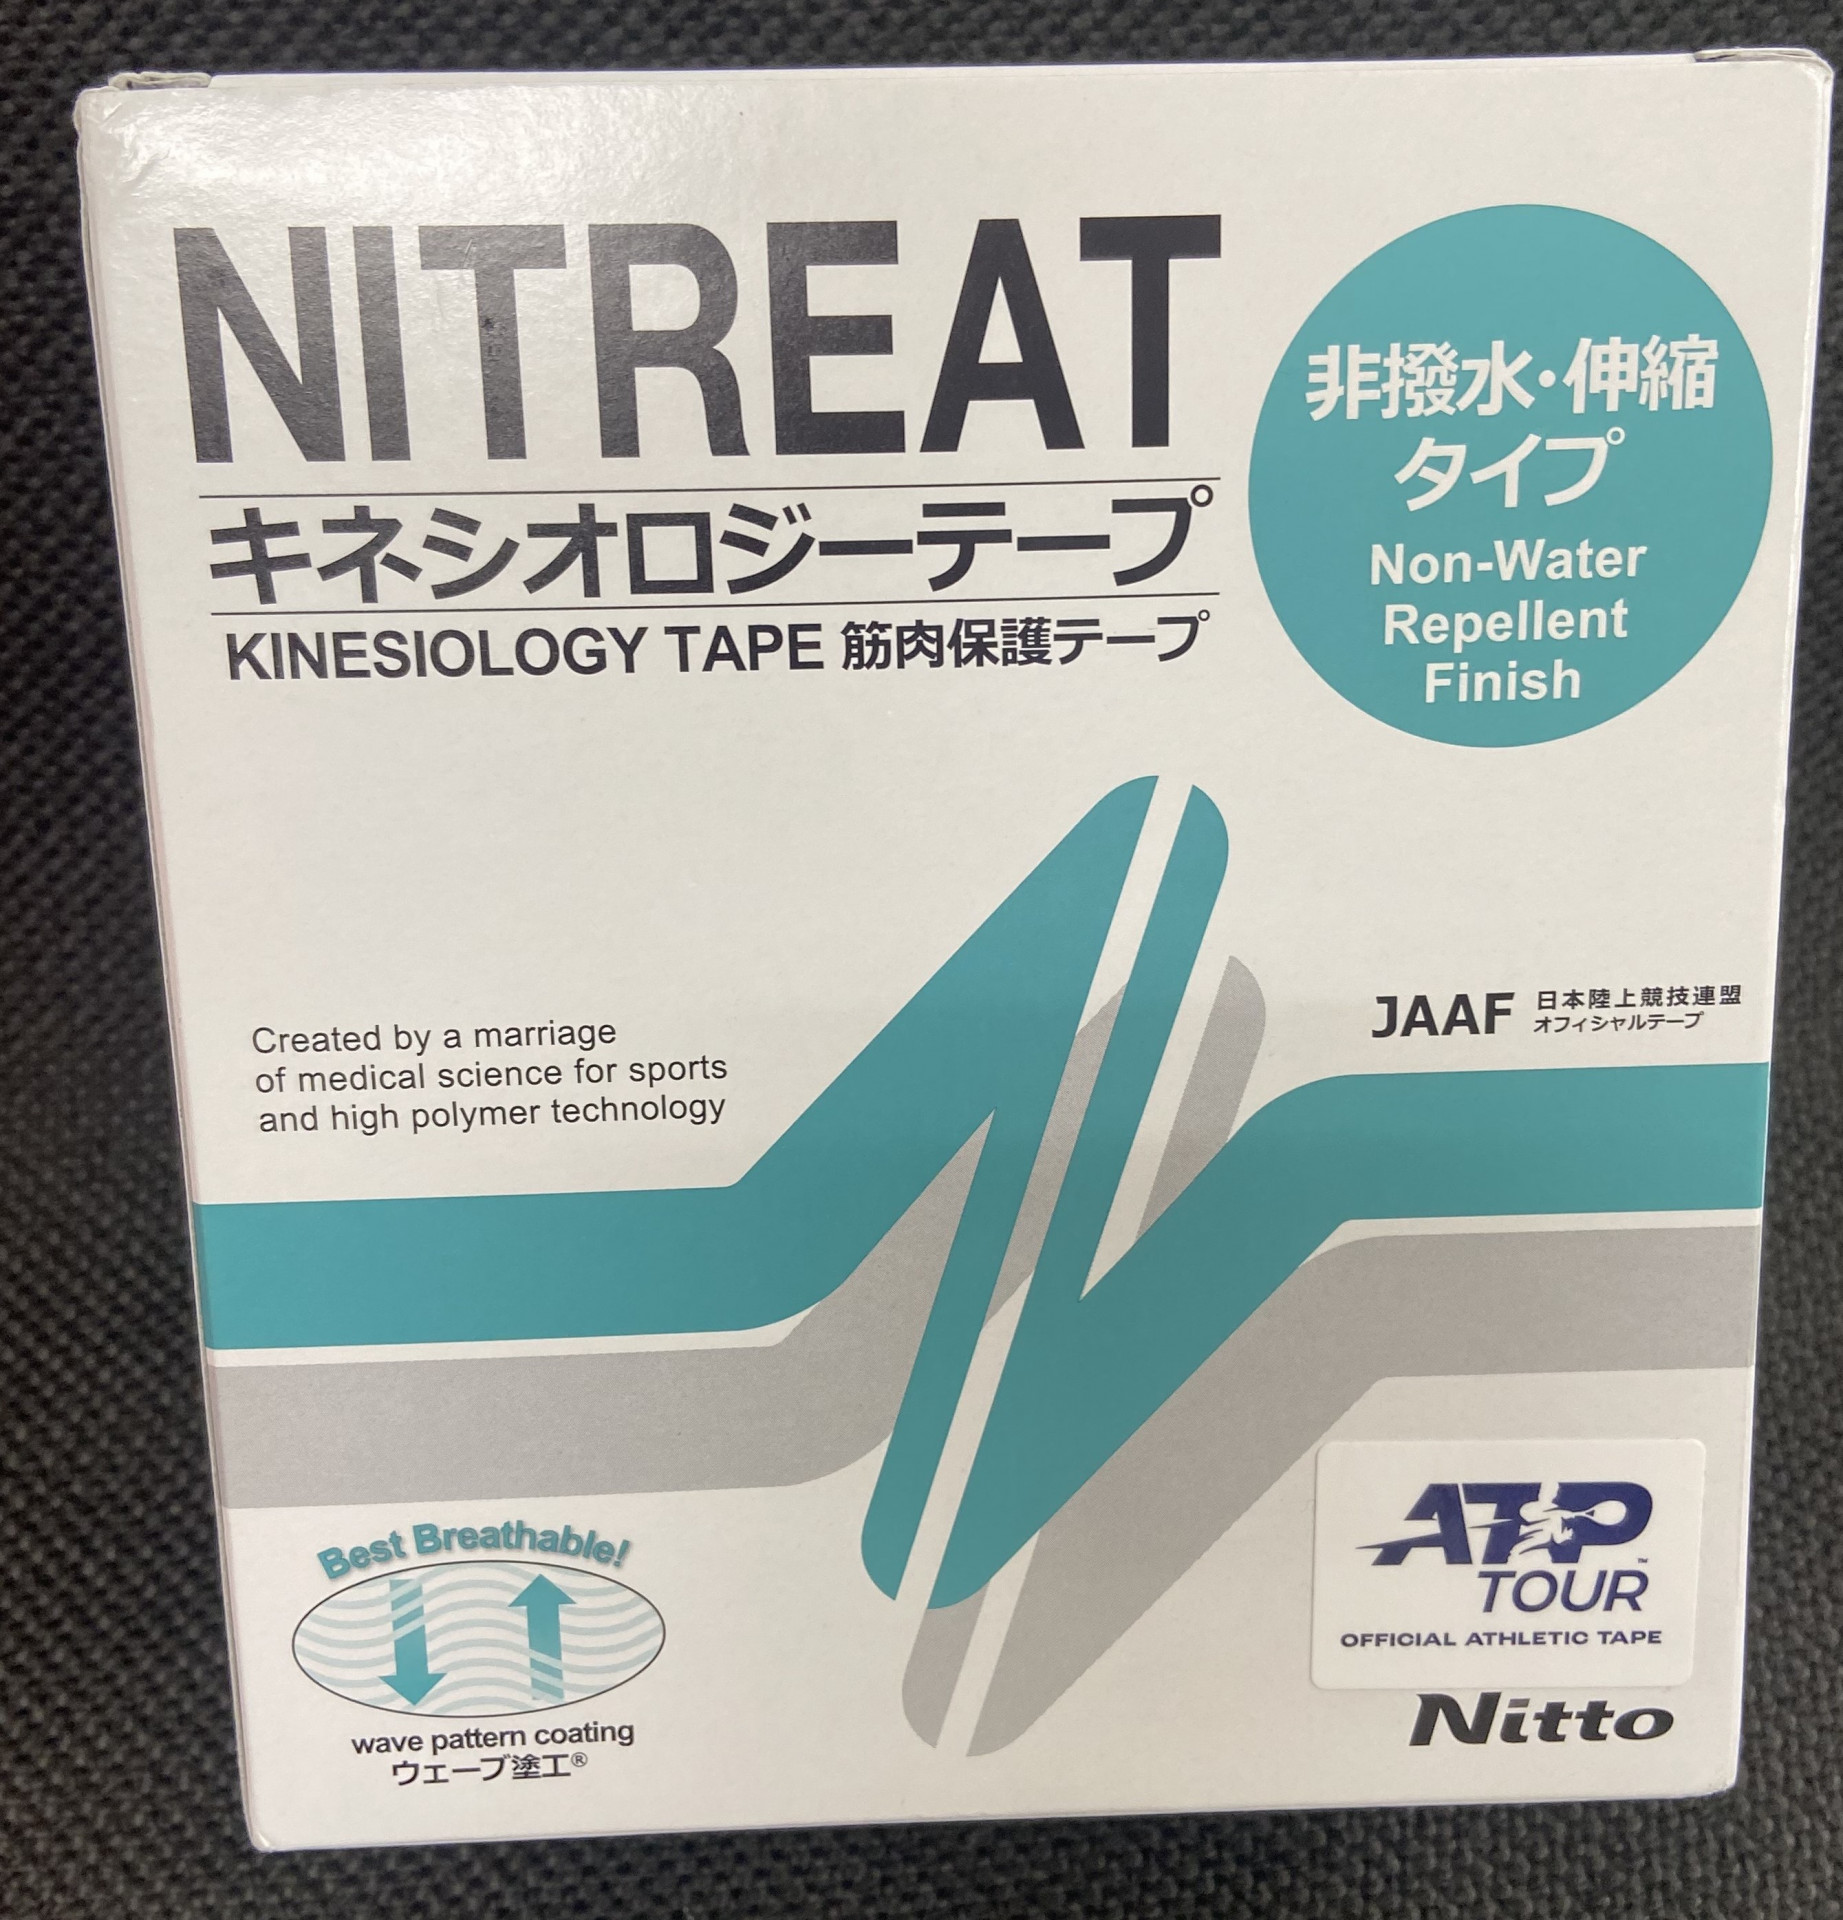 NITREAT
キネシオロジーテープ
KINESIOLOGY TAPE 筋肉保護テープ
非撥水・伸縮
タイプ
Non-Water
Repellent
Finish
Created by a marriage
of medical science for sports
and high polymer technology
JAAF 日本陸上競技連盟
オフィシャルテープ
Best Breathable!
wave pattern coating
ウェーブ塗工®
ATP
TOUR™
OFFICIAL ATHLETIC TAPE
Nitto